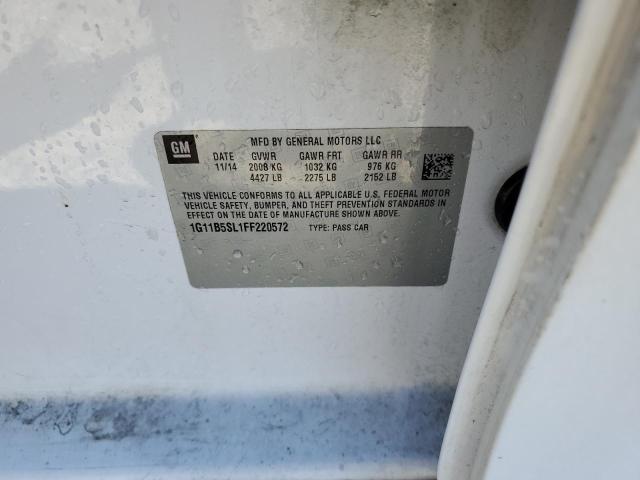 GM
MFD BY GENERAL MOTORS LLC
DATE GVWR GAWR FRT GAWR RR
11/14 2008 KG 1032 KG 976 KG
4427 LB 2275 LB 2152 LB
THIS VEHICLE CONFORMS TO ALL APPLICABLE U.S. FEDERAL MOTOR
VEHICLE SAFETY, BUMPER, AND THEFT PREVENTION STANDARDS IN
EFFECT ON THE DATE OF MANUFACTURE SHOWN ABOVE.
1G11B5SL1FF220572 TYPE: PASS CAR